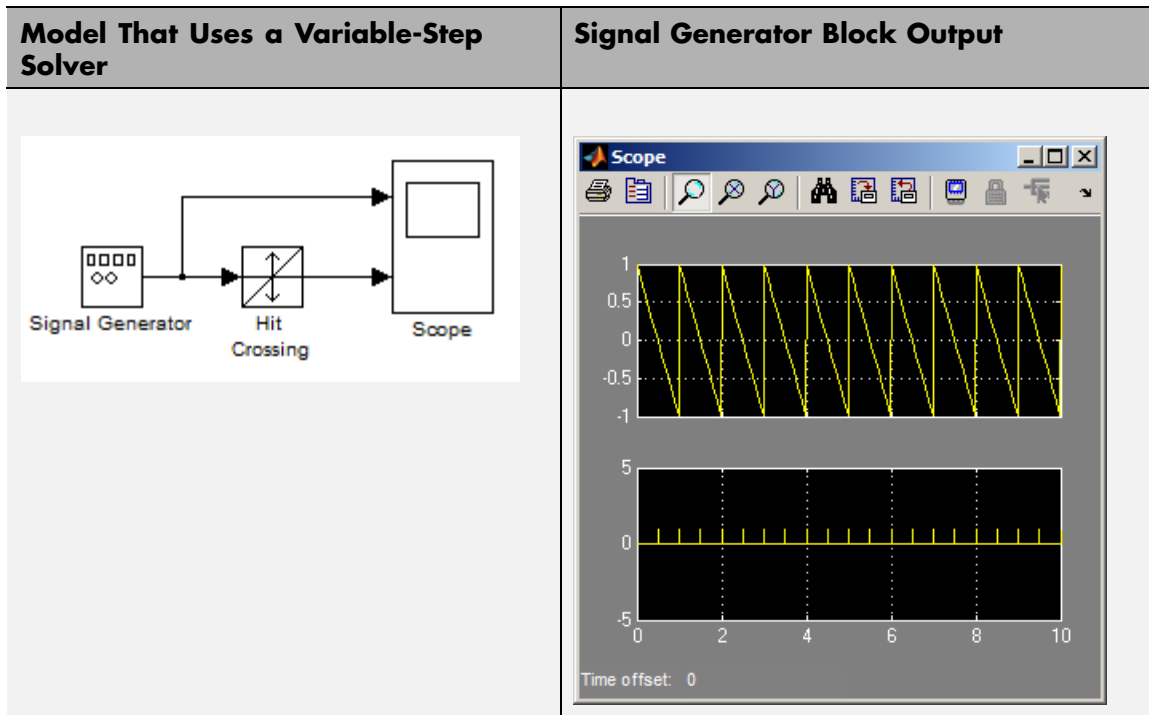 Model That Uses a Variable-Step
Solver
Signal Generator Block Output
Signal Generator
Hit
Crossing
Scope
Scope
1
0.5
0
-0.5
-1
5
0
-5
0 2 4 6 8 10
Time offset: 0